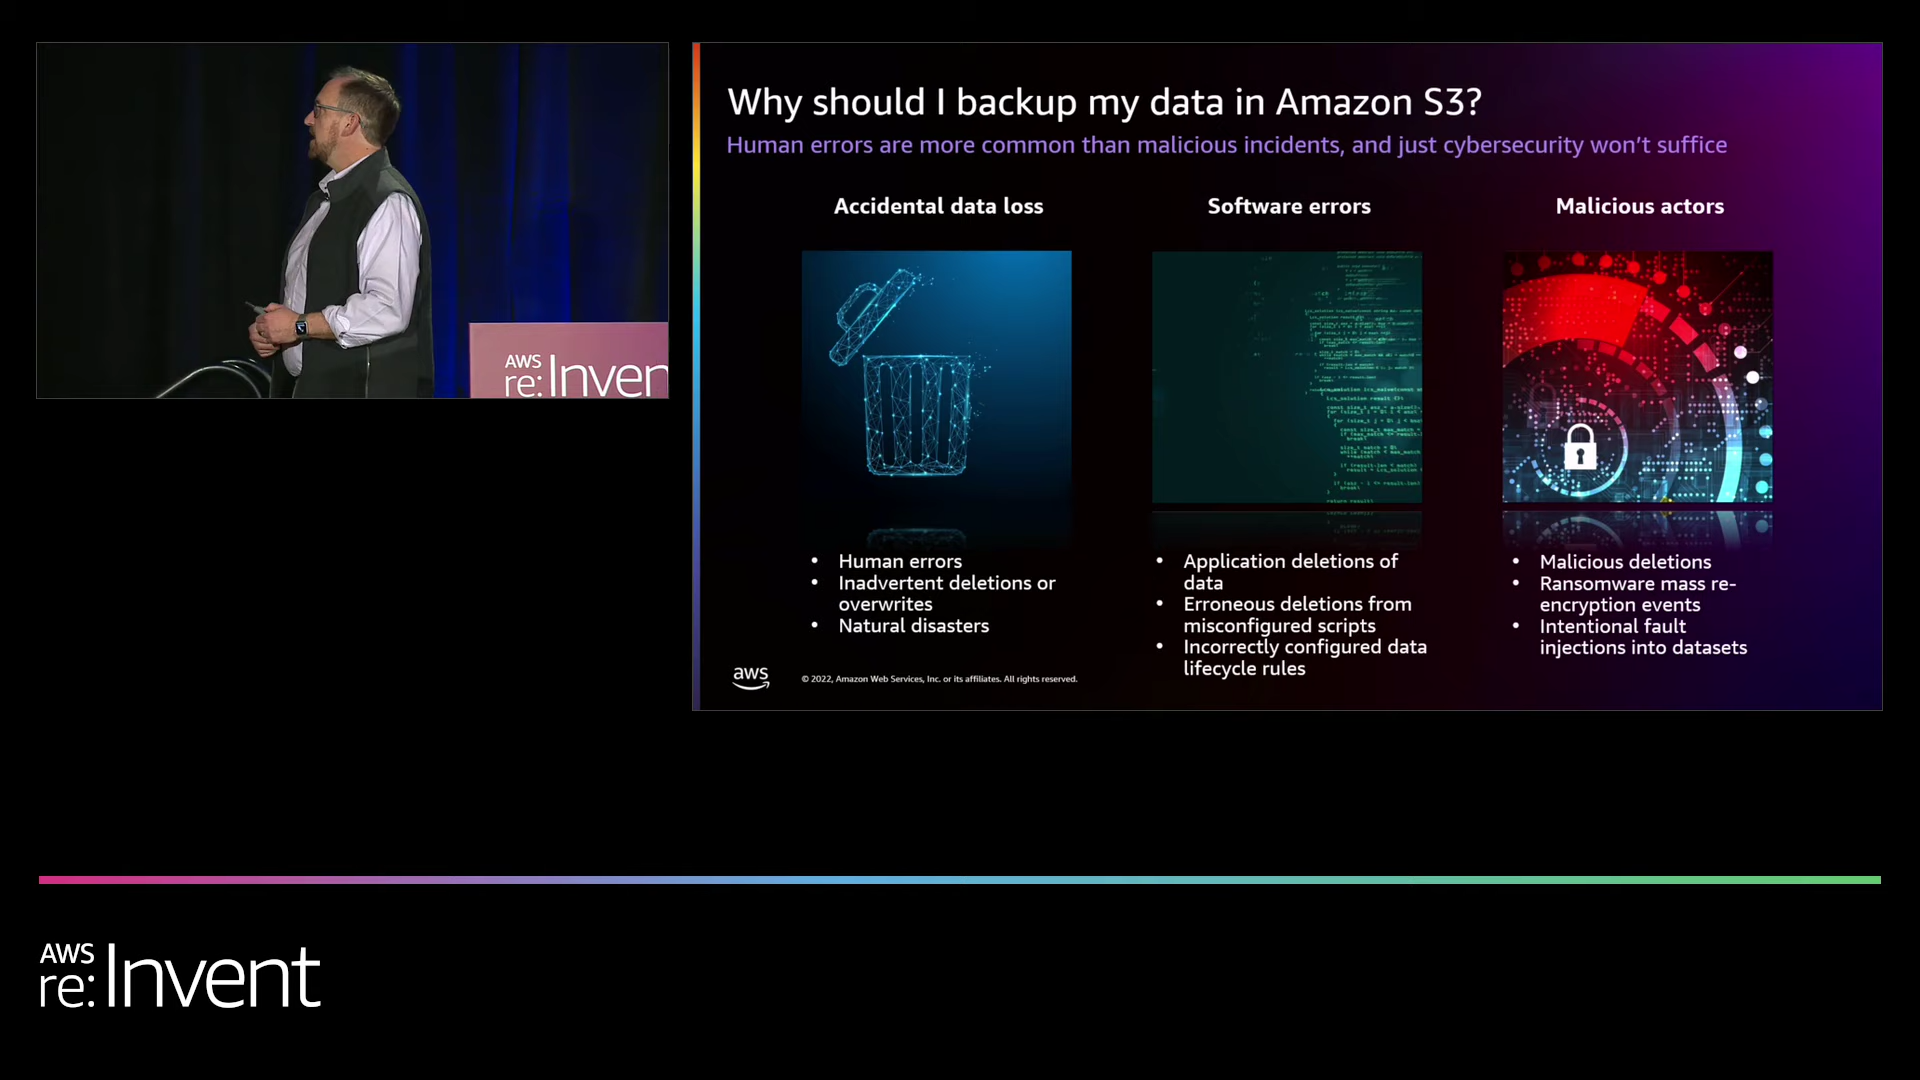 AWS
re:Inven
Why should I backup my data in Amazon S3?
Human errors are more common than malicious incidents, and just cybersecurity won't suffice
Accidental data loss
• Human errors
• Inadvertent deletions or
overwrites
• Natural disasters
Software errors
• Application deletions of
data
• Erroneous deletions from
misconfigured scripts
• Incorrectly configured data
lifecycle rules
Malicious actors
• Malicious deletions
• Ransomware mass re-
encryption events
• Intentional fault
injections into datasets
aws
© 2022, Amazon Web Services, Inc. or its affiliates. All rights reserved.
AWS
re:Invent